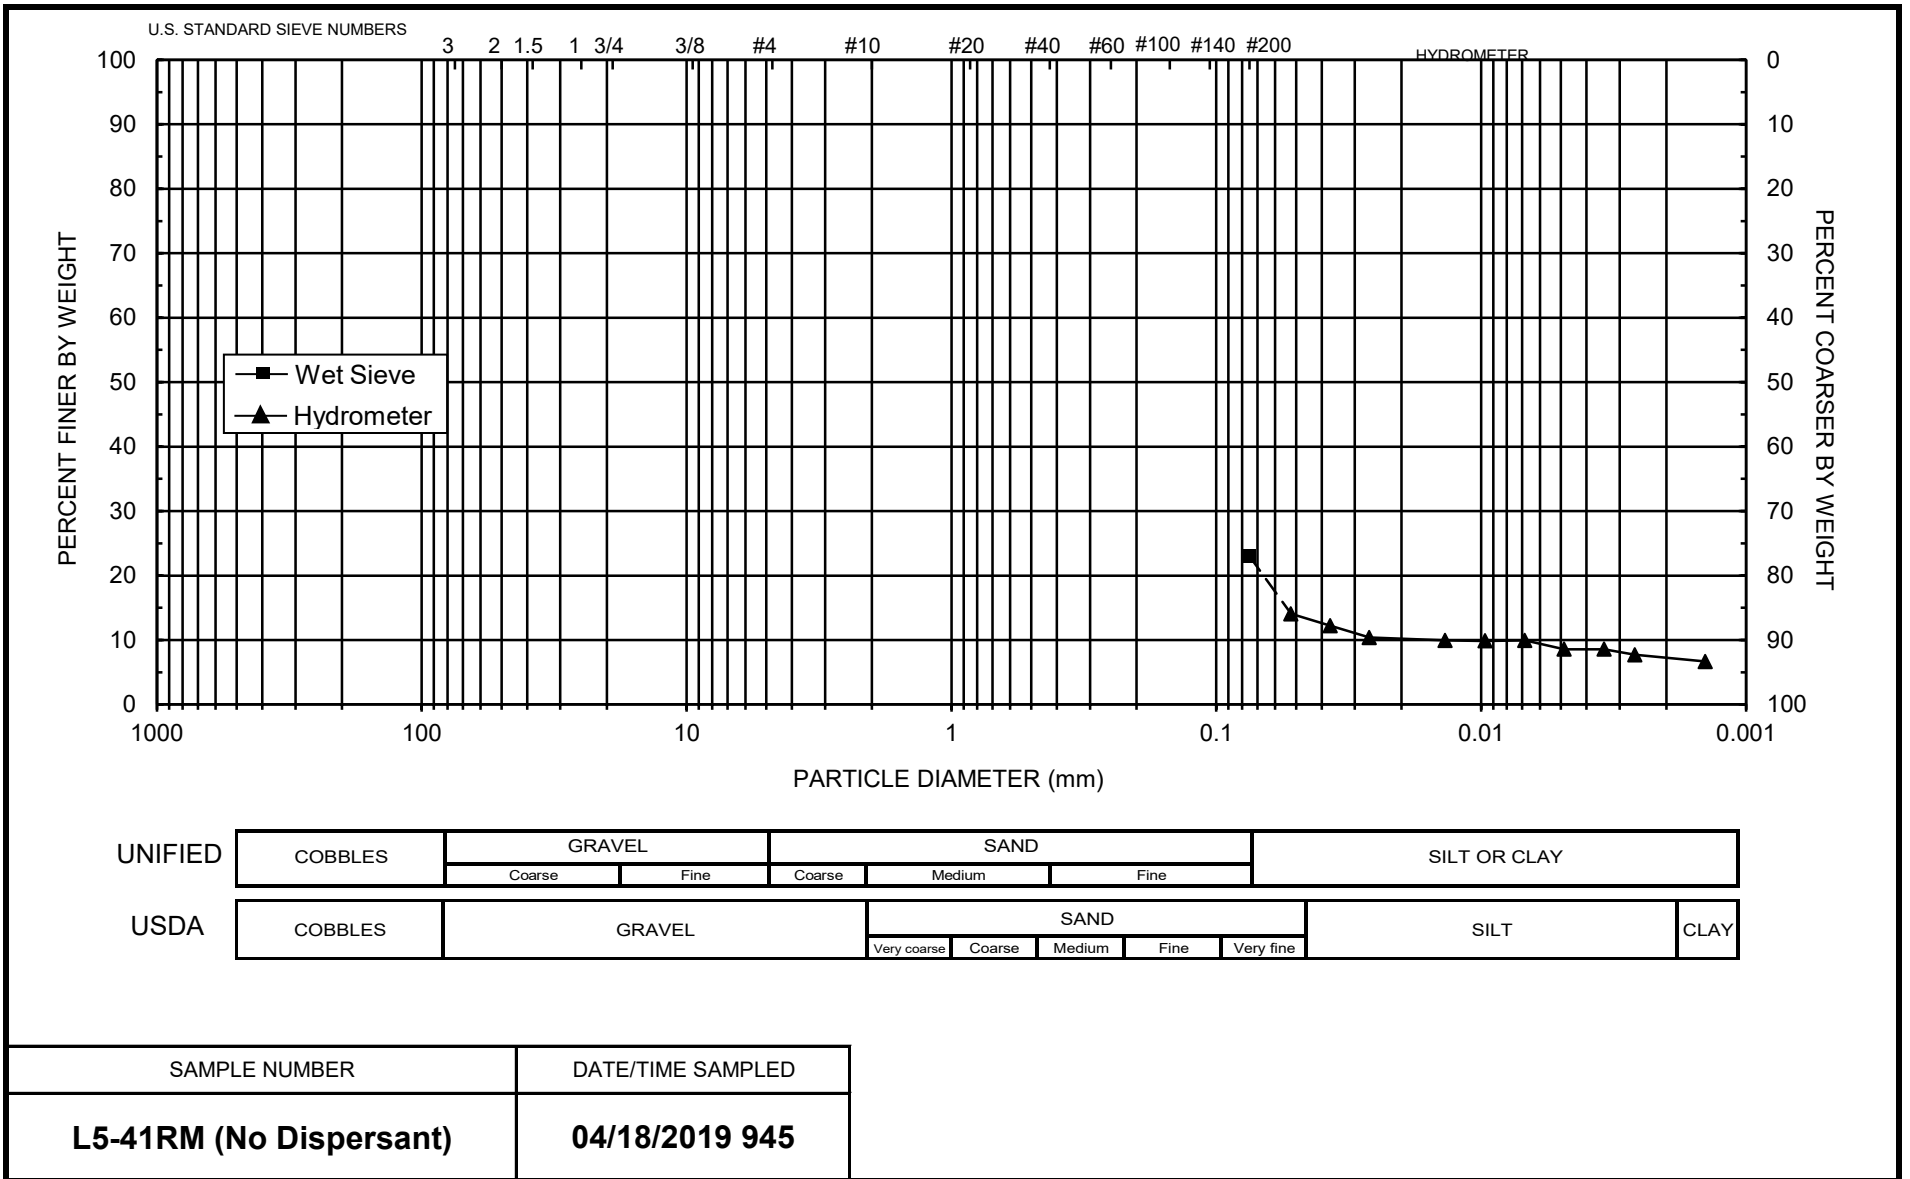 U.S. STANDARD SIEVE NUMBERS
3 2 1.5 1 3/4 3/8 #4 #10 #20 #40 #60 #100 #140 #200
HYDROMETER
100 0
90 10
80 20
70 30
60 40
50 50
40 60
30 70
20 80
10 90
0 100
PERCENT FINER BY WEIGHT
PERCENT COARSER BY WEIGHT
Wet Sieve
Hydrometer
1000 100 10 1 0.1 0.01 0.001
PARTICLE DIAMETER (mm)
UNIFIED COBBLES GRAVEL SAND SILT OR CLAY
Coarse Fine Coarse Medium Fine
USDA COBBLES GRAVEL SAND SILT CLAY
Very coarse Coarse Medium Fine Very fine
SAMPLE NUMBER DATE/TIME SAMPLED
L5-41RM (No Dispersant) 04/18/2019 945